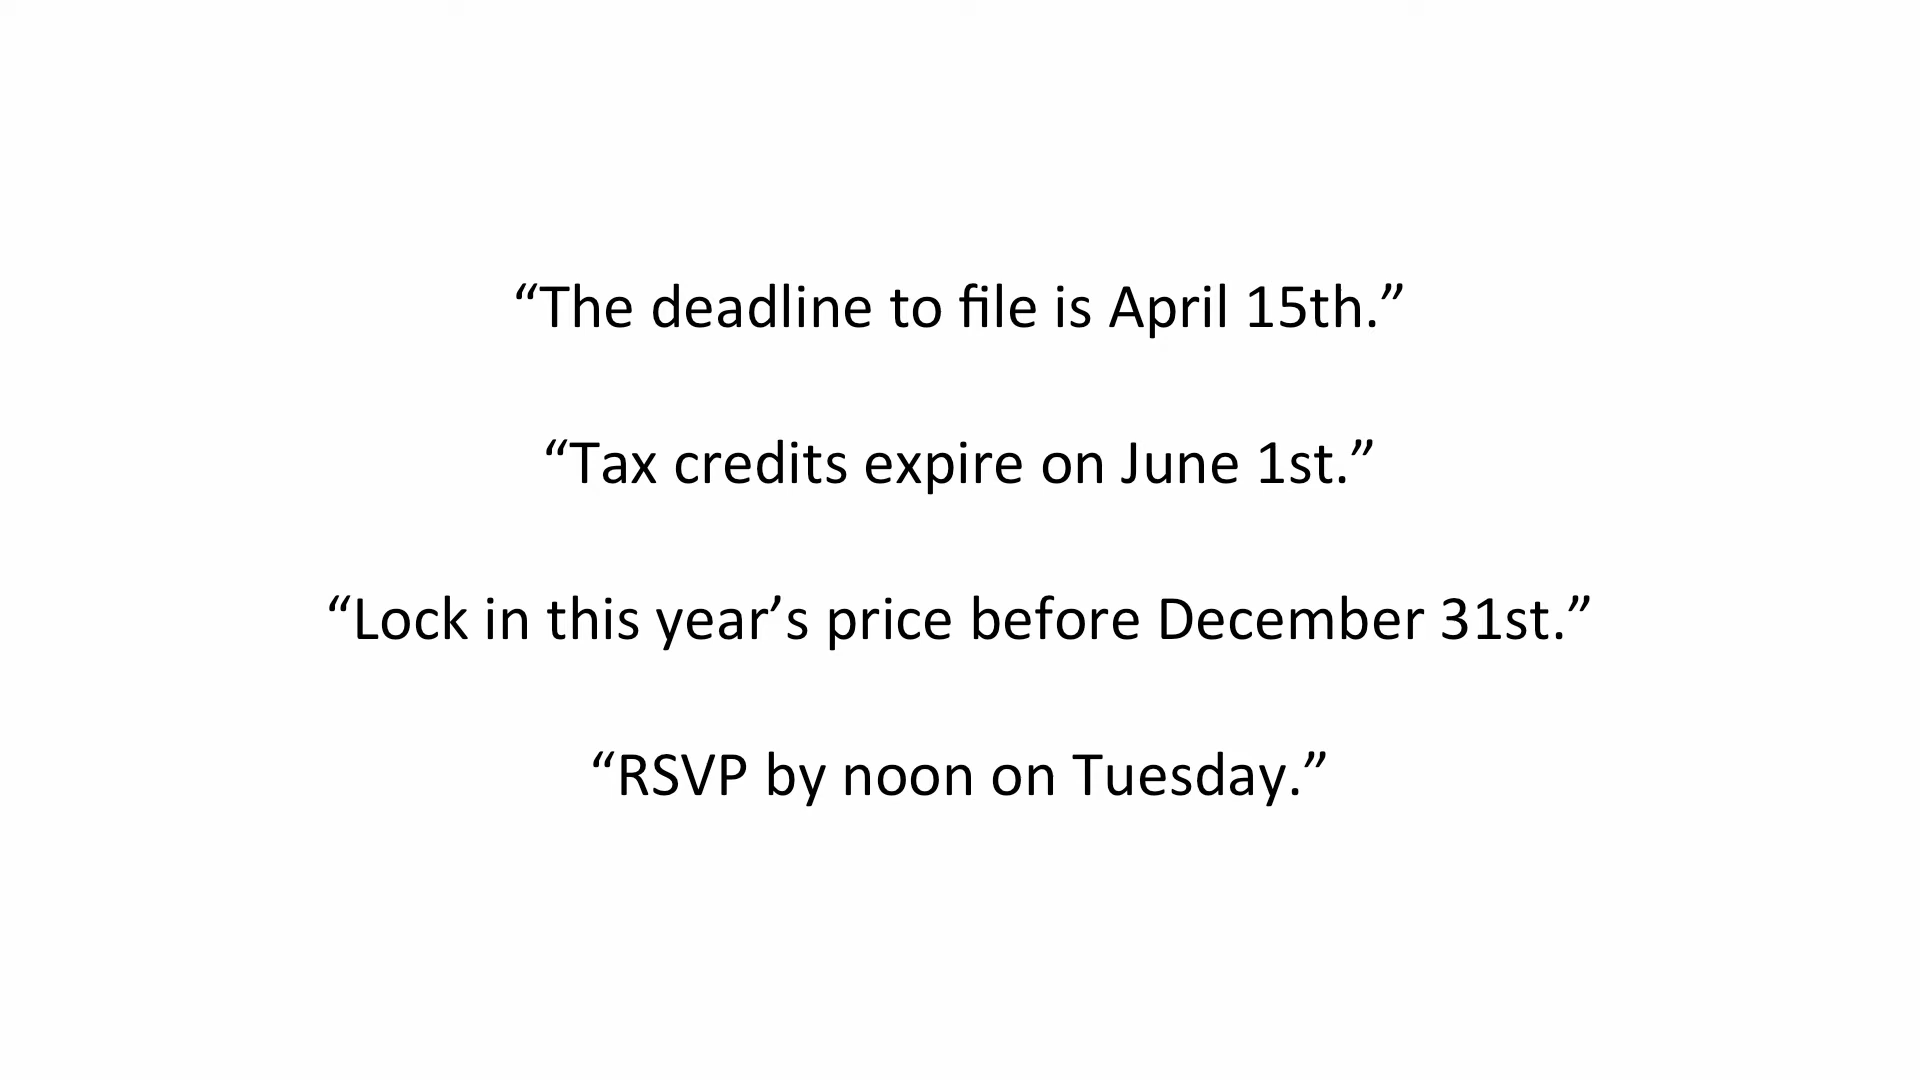 “The deadline to file is April 15th.”
“Tax credits expire on June 1st.”
“Lock in this year’s price before December 31st.”
“RSVP by noon on Tuesday.”